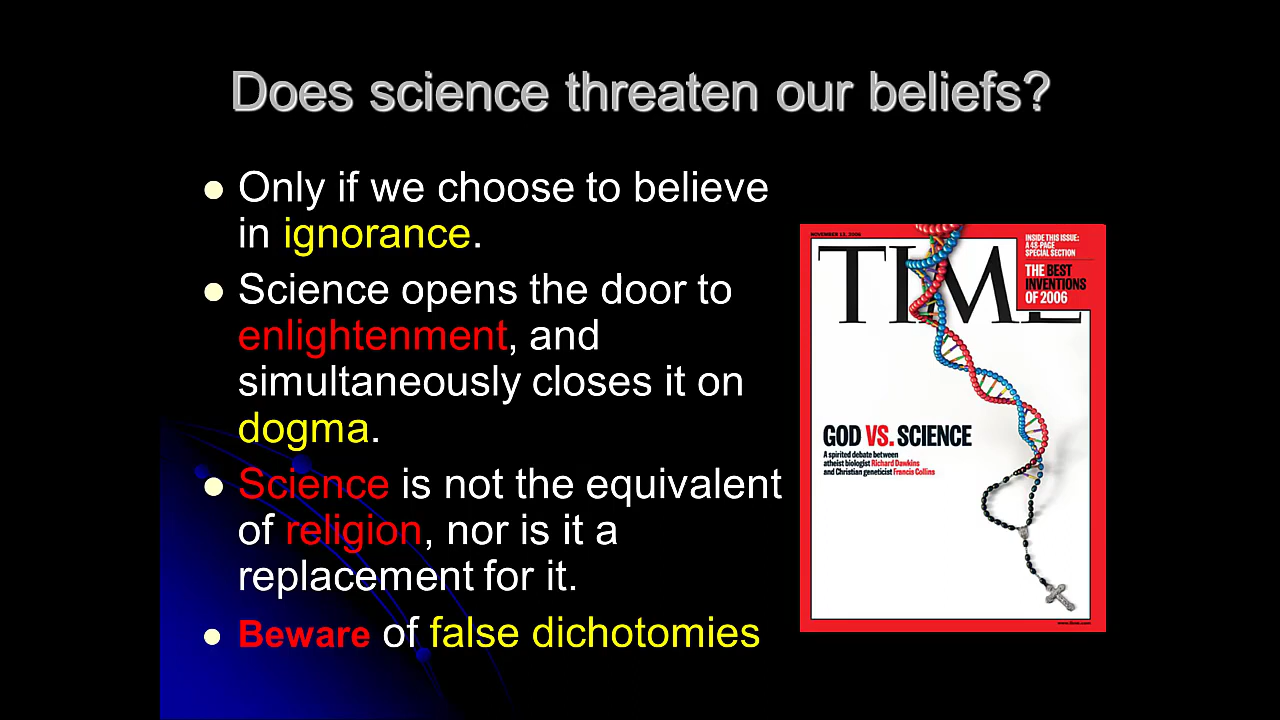 Does science threaten our beliefs?
Only if we choose to believe
in ignorance.
Science opens the door to
enlightenment, and
simultaneously closes it on
dogma.
Science is not the equivalent
of religion, nor is it a
replacement for it.
Beware of false dichotomies
NOVEMBER 13, 2006
TIME
INSIDE THIS ISSUE:
A 48-PAGE
SPECIAL SECTION
THE BEST
INVENTIONS
OF 2006
GOD VS. SCIENCE
A spirited debate between
atheist biologist Richard Dawkins
and Christian geneticist Francis Collins
www.time.com